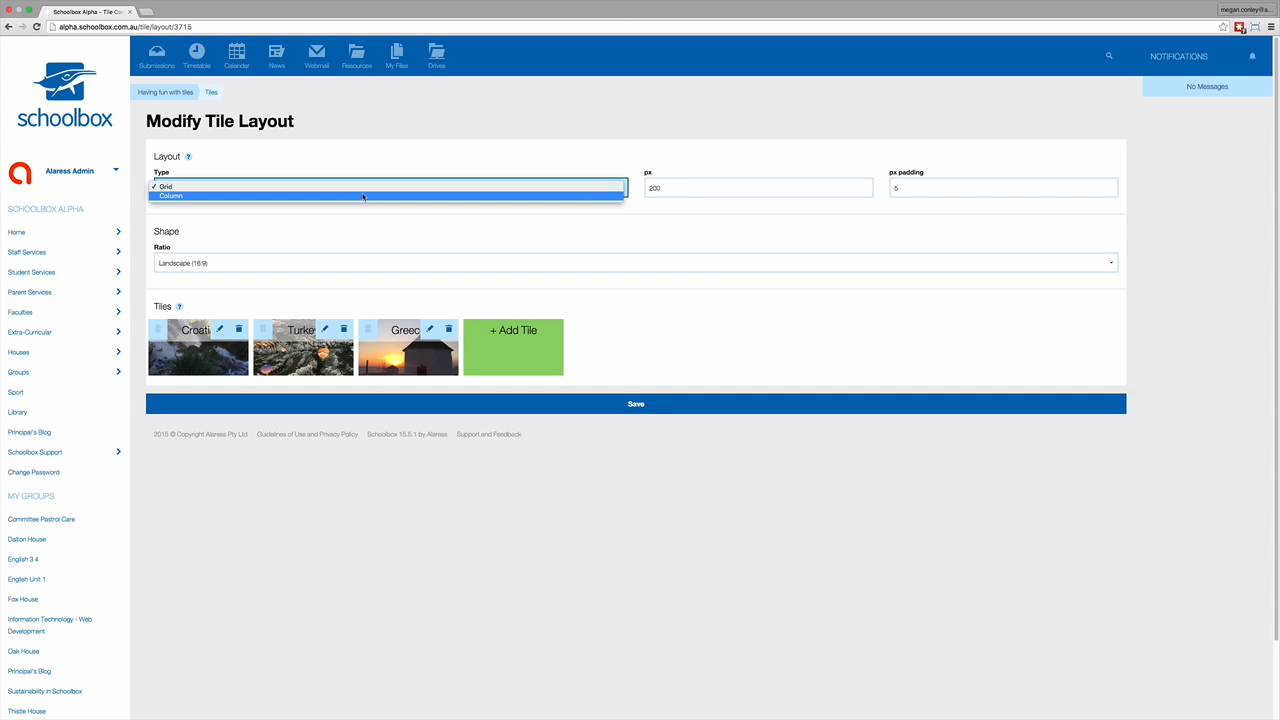 Schoolbox Alpha - Tile Co
megan.conley@a...
alpha.schoolbox.com.au/tile/layout/3715
schoolbox
Submissions
Timetable
Calendar
News
Webmail
Resources
My Files
Drives
NOTIFICATIONS
Having fun with tiles
Tiles
No Messages
Modify Tile Layout
Alaress Admin
Layout ?
Type
px
px padding
✓ Grid
Column
200
5
SCHOOLBOX ALPHA
Home
Staff Services
Student Services
Parent Services
Faculties
Extra-Curricular
Houses
Groups
Sport
Library
Principal's Blog
Schoolbox Support
Change Password
Shape
Ratio
Landscape (16:9)
Tiles ?
Croati
Turke
Greec
+ Add Tile
Save
2015 © Copyright Alaress Pty Ltd
Guidelines of Use and Privacy Policy
Schoolbox 15.5.1 by Alaress
Support and Feedback
MY GROUPS
Committee Pastrol Care
Dalton House
English 3 4
English Unit 1
Fox House
Information Technology - Web
Development
Oak House
Principal's Blog
Sustainability in Schoolbox
Thistle House